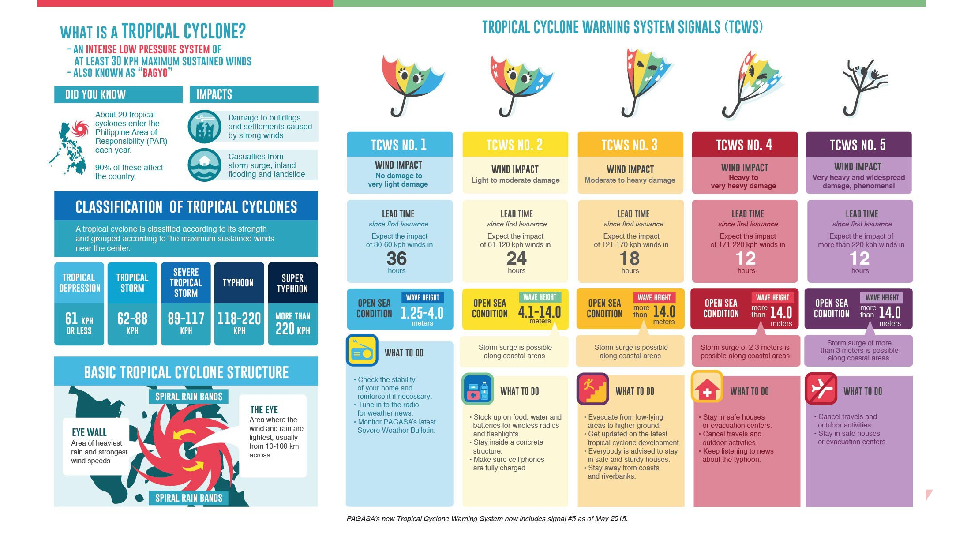 WHAT IS A TROPICAL CYCLONE?
- AN INTENSE LOW PRESSURE SYSTEM OF
AT LEAST 30 KPH MAXIMUM SUSTAINED WINDS
- ALSO KNOWN AS "BAGYO"
DID YOU KNOW
About 20 tropical
cyclones enter the
Philippine Area of
Responsibility (PAR)
each year.
90% of these affect
the country.
IMPACTS
Damage to buildings
and settlements caused
by strong winds
Casualties from
storm surge, inland
flooding and landslide
CLASSIFICATION OF TROPICAL CYCLONES
A tropical cyclone is classified according to its strength
and grouped according to the maximum sustained winds
near the center.
TROPICAL
DEPRESSION
61 KPH
OR LESS
TROPICAL
STORM
62-88
KPH
SEVERE
TROPICAL
STORM
89-117
KPH
TYPHOON
118-220
KPH
SUPER
TYPHOON
MORE THAN
220 KPH
BASIC TROPICAL CYCLONE STRUCTURE
SPIRAL RAIN BANDS
EYE WALL
Area of heaviest
rain and strongest
wind speeds
THE EYE
Area where the
wind and rain are
lightest, usually
from 10-100 km
across
SPIRAL RAIN BANDS
TROPICAL CYCLONE WARNING SYSTEM SIGNALS (TCWS)
TCWS NO. 1
WIND IMPACT
No damage to
very light damage
LEAD TIME
since first issuance
Expect the impact
of 30-60 kph winds in
36
hours
OPEN SEA
CONDITION
WAVE HEIGHT
1.25-4.0
meters
WHAT TO DO
• Check the stability
of your home and
reinforce it if necessary.
• Tune in to the radio
for weather news.
• Monitor PAGASA's latest
Severe Weather Bulletin.
TCWS NO. 2
WIND IMPACT
Light to moderate damage
LEAD TIME
since first issuance
Expect the impact
of 61-120 kph winds in
24
hours
OPEN SEA
CONDITION
WAVE HEIGHT
4.1-14.0
meters
Storm surge is possible
along coastal areas
WHAT TO DO
• Stock up on food, water and
batteries for wireless radios
and flashlights
• Stay inside a concrete
structure.
• Make sure cellphones
are fully charged
TCWS NO. 3
WIND IMPACT
Moderate to heavy damage
LEAD TIME
since first issuance
Expect the impact
of 121-170 kph winds in
18
hours
OPEN SEA
CONDITION
WAVE HEIGHT
more
than 14.0
meters
Storm surge is possible
along coastal areas
WHAT TO DO
• Evacuate from low-lying
areas to higher ground.
• Get updated on the latest
tropical cyclone development
• Everybody is advised to stay
in safe and sturdy houses.
• Stay away from coasts
and riverbanks.
TCWS NO. 4
WIND IMPACT
Heavy to
very heavy damage
LEAD TIME
since first issuance
Expect the impact
of 171-220 kph winds in
12
hours
OPEN SEA
CONDITION
WAVE HEIGHT
more
than 14.0
meters
Storm surge of 2-3 meters is
possible along coastal areas
WHAT TO DO
• Stay in safe houses
or evacuation centers.
• Cancel travels and
outdoor activities
• Keep listening to news
about the typhoon.
TCWS NO. 5
WIND IMPACT
Very heavy and widespread
damage, phenomenal
LEAD TIME
since first issuance
Expect the impact of
more than 220 kph winds in
12
hours
OPEN SEA
CONDITION
WAVE HEIGHT
more
than 14.0
meters
Storm surge of more
than 3 meters is possible
along coastal areas
WHAT TO DO
• Cancel travels and
outdoor activities
• Stay in safe houses
or evacuation centers
PAGASA's new Tropical Cyclone Warning System now includes signal #5 as of May 2015.